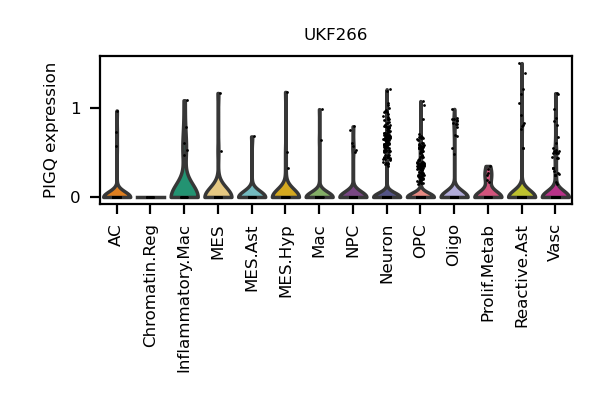 UKF266
PIGQ expression
1
0
AC
Chromatin.Reg
Inflammatory.Mac
MES
MES.Ast
MES.Hyp
Mac
NPC
Neuron
OPC
Oligo
Prolif.Metab
Reactive.Ast
Vasc